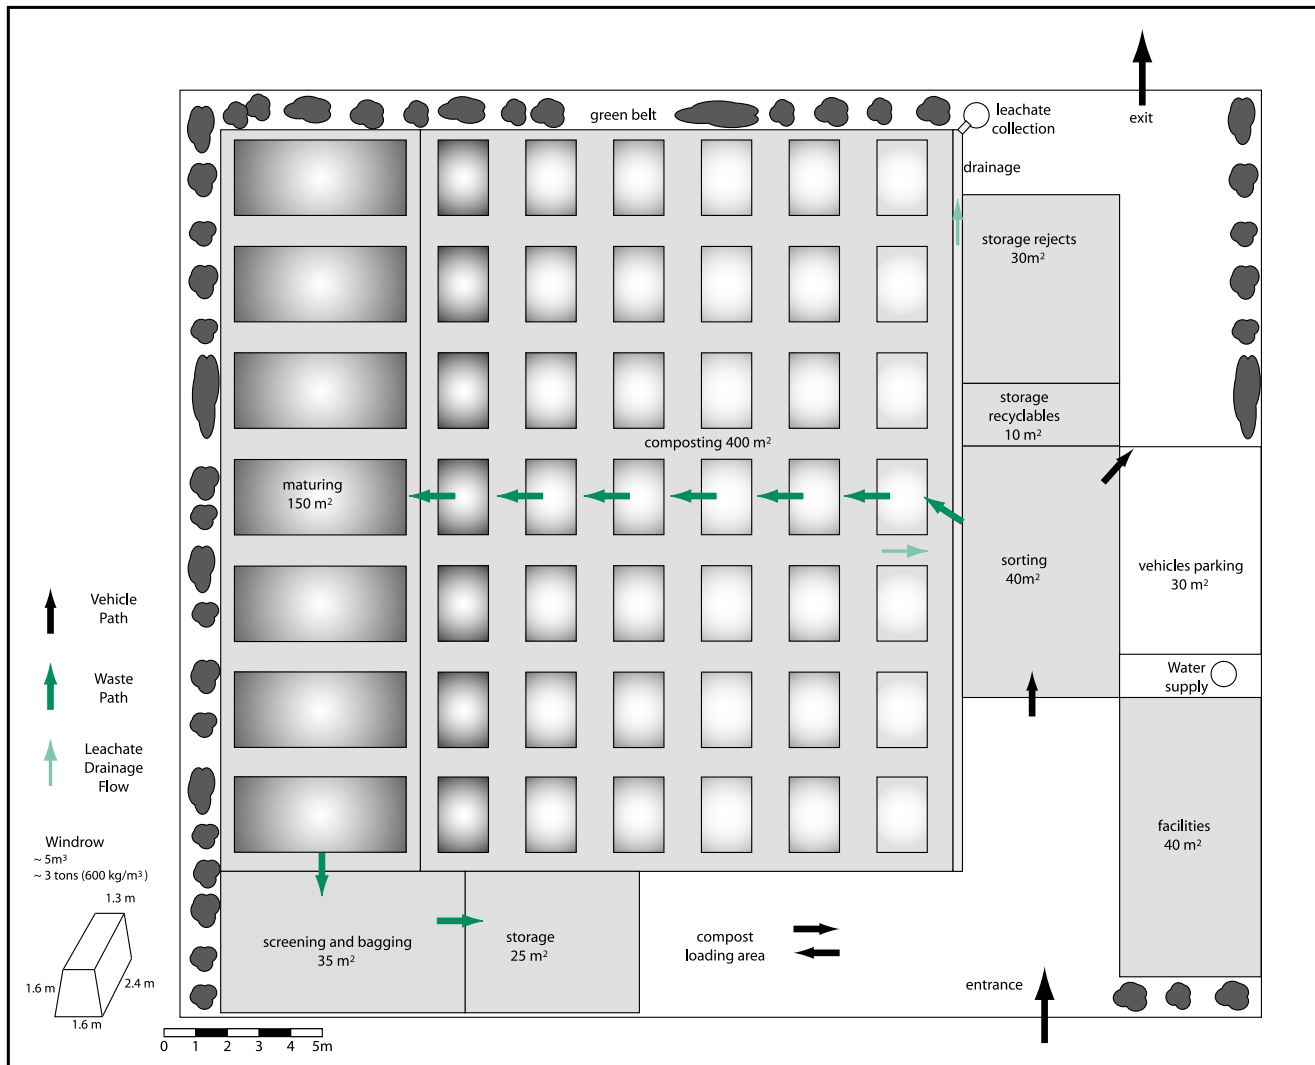 green belt
leachate
collection
exit
drainage
storage rejects
30m²
storage
recyclables
10 m²
composting 400 m²
maturing
150 m²
sorting
40m²
vehicles parking
30 m²
Water
supply
facilities
40 m²
Vehicle
Path
Waste
Path
Leachate
Drainage
Flow
Windrow
~ 5m³
~ 3 tons (600 kg/m³)
1.3 m
1.6 m
2.4 m
1.6 m
screening and bagging
35 m²
storage
25 m²
compost
loading area
entrance
0 1 2 3 4 5m